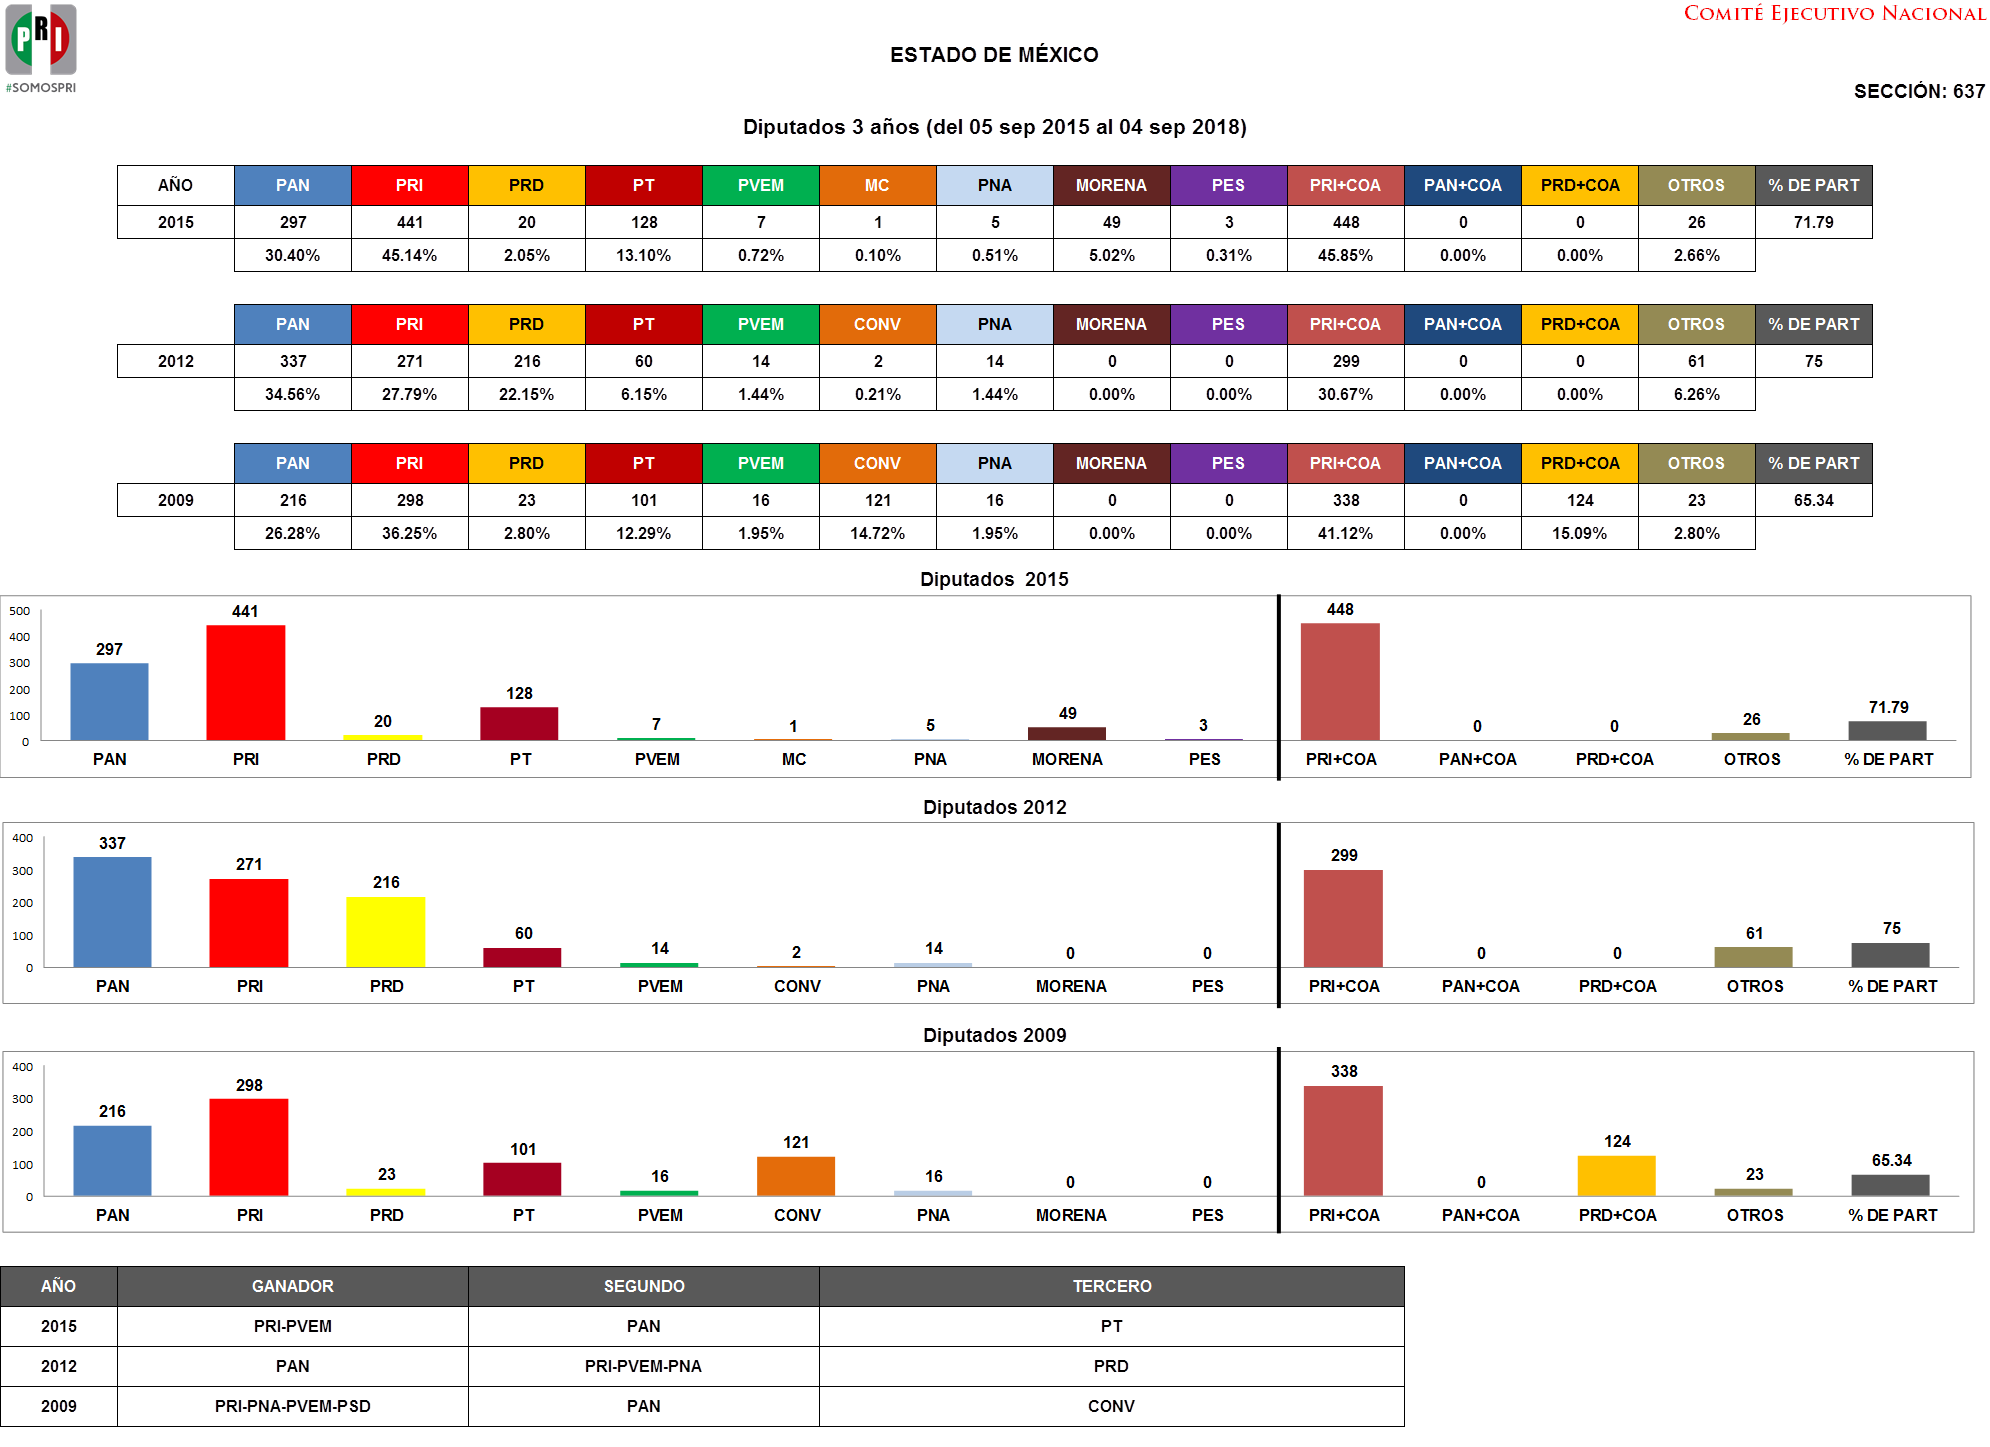 PRI
#SOMOSPRI
COMITÉ EJECUTIVO NACIONAL
ESTADO DE MÉXICO
SECCIÓN: 637
Diputados 3 años (del 05 sep 2015 al 04 sep 2018)
AÑO PAN PRI PRD PT PVEM MC PNA MORENA PES PRI+COA PAN+COA PRD+COA OTROS % DE PART
2015 297 441 20 128 7 1 5 49 3 448 0 0 26 71.79
30.40% 45.14% 2.05% 13.10% 0.72% 0.10% 0.51% 5.02% 0.31% 45.85% 0.00% 0.00% 2.66%
PAN PRI PRD PT PVEM CONV PNA MORENA PES PRI+COA PAN+COA PRD+COA OTROS % DE PART
2012 337 271 216 60 14 2 14 0 0 299 0 0 61 75
34.56% 27.79% 22.15% 6.15% 1.44% 0.21% 1.44% 0.00% 0.00% 30.67% 0.00% 0.00% 6.26%
PAN PRI PRD PT PVEM CONV PNA MORENA PES PRI+COA PAN+COA PRD+COA OTROS % DE PART
2009 216 298 23 101 16 121 16 0 0 338 0 124 23 65.34
26.28% 36.25% 2.80% 12.29% 1.95% 14.72% 1.95% 0.00% 0.00% 41.12% 0.00% 15.09% 2.80%
Diputados 2015
500
400
300
200
100
0
297 441 20 128 7 1 5 49 3 448 0 0 26 71.79
PAN PRI PRD PT PVEM MC PNA MORENA PES PRI+COA PAN+COA PRD+COA OTROS % DE PART
Diputados 2012
400
300
200
100
0
337 271 216 60 14 2 14 0 0 299 0 0 61 75
PAN PRI PRD PT PVEM CONV PNA MORENA PES PRI+COA PAN+COA PRD+COA OTROS % DE PART
Diputados 2009
400
300
200
100
0
216 298 23 101 16 121 16 0 0 338 0 124 23 65.34
PAN PRI PRD PT PVEM CONV PNA MORENA PES PRI+COA PAN+COA PRD+COA OTROS % DE PART
AÑO GANADOR SEGUNDO TERCERO
2015 PRI-PVEM PAN PT
2012 PAN PRI-PVEM-PNA PRD
2009 PRI-PNA-PVEM-PSD PAN CONV